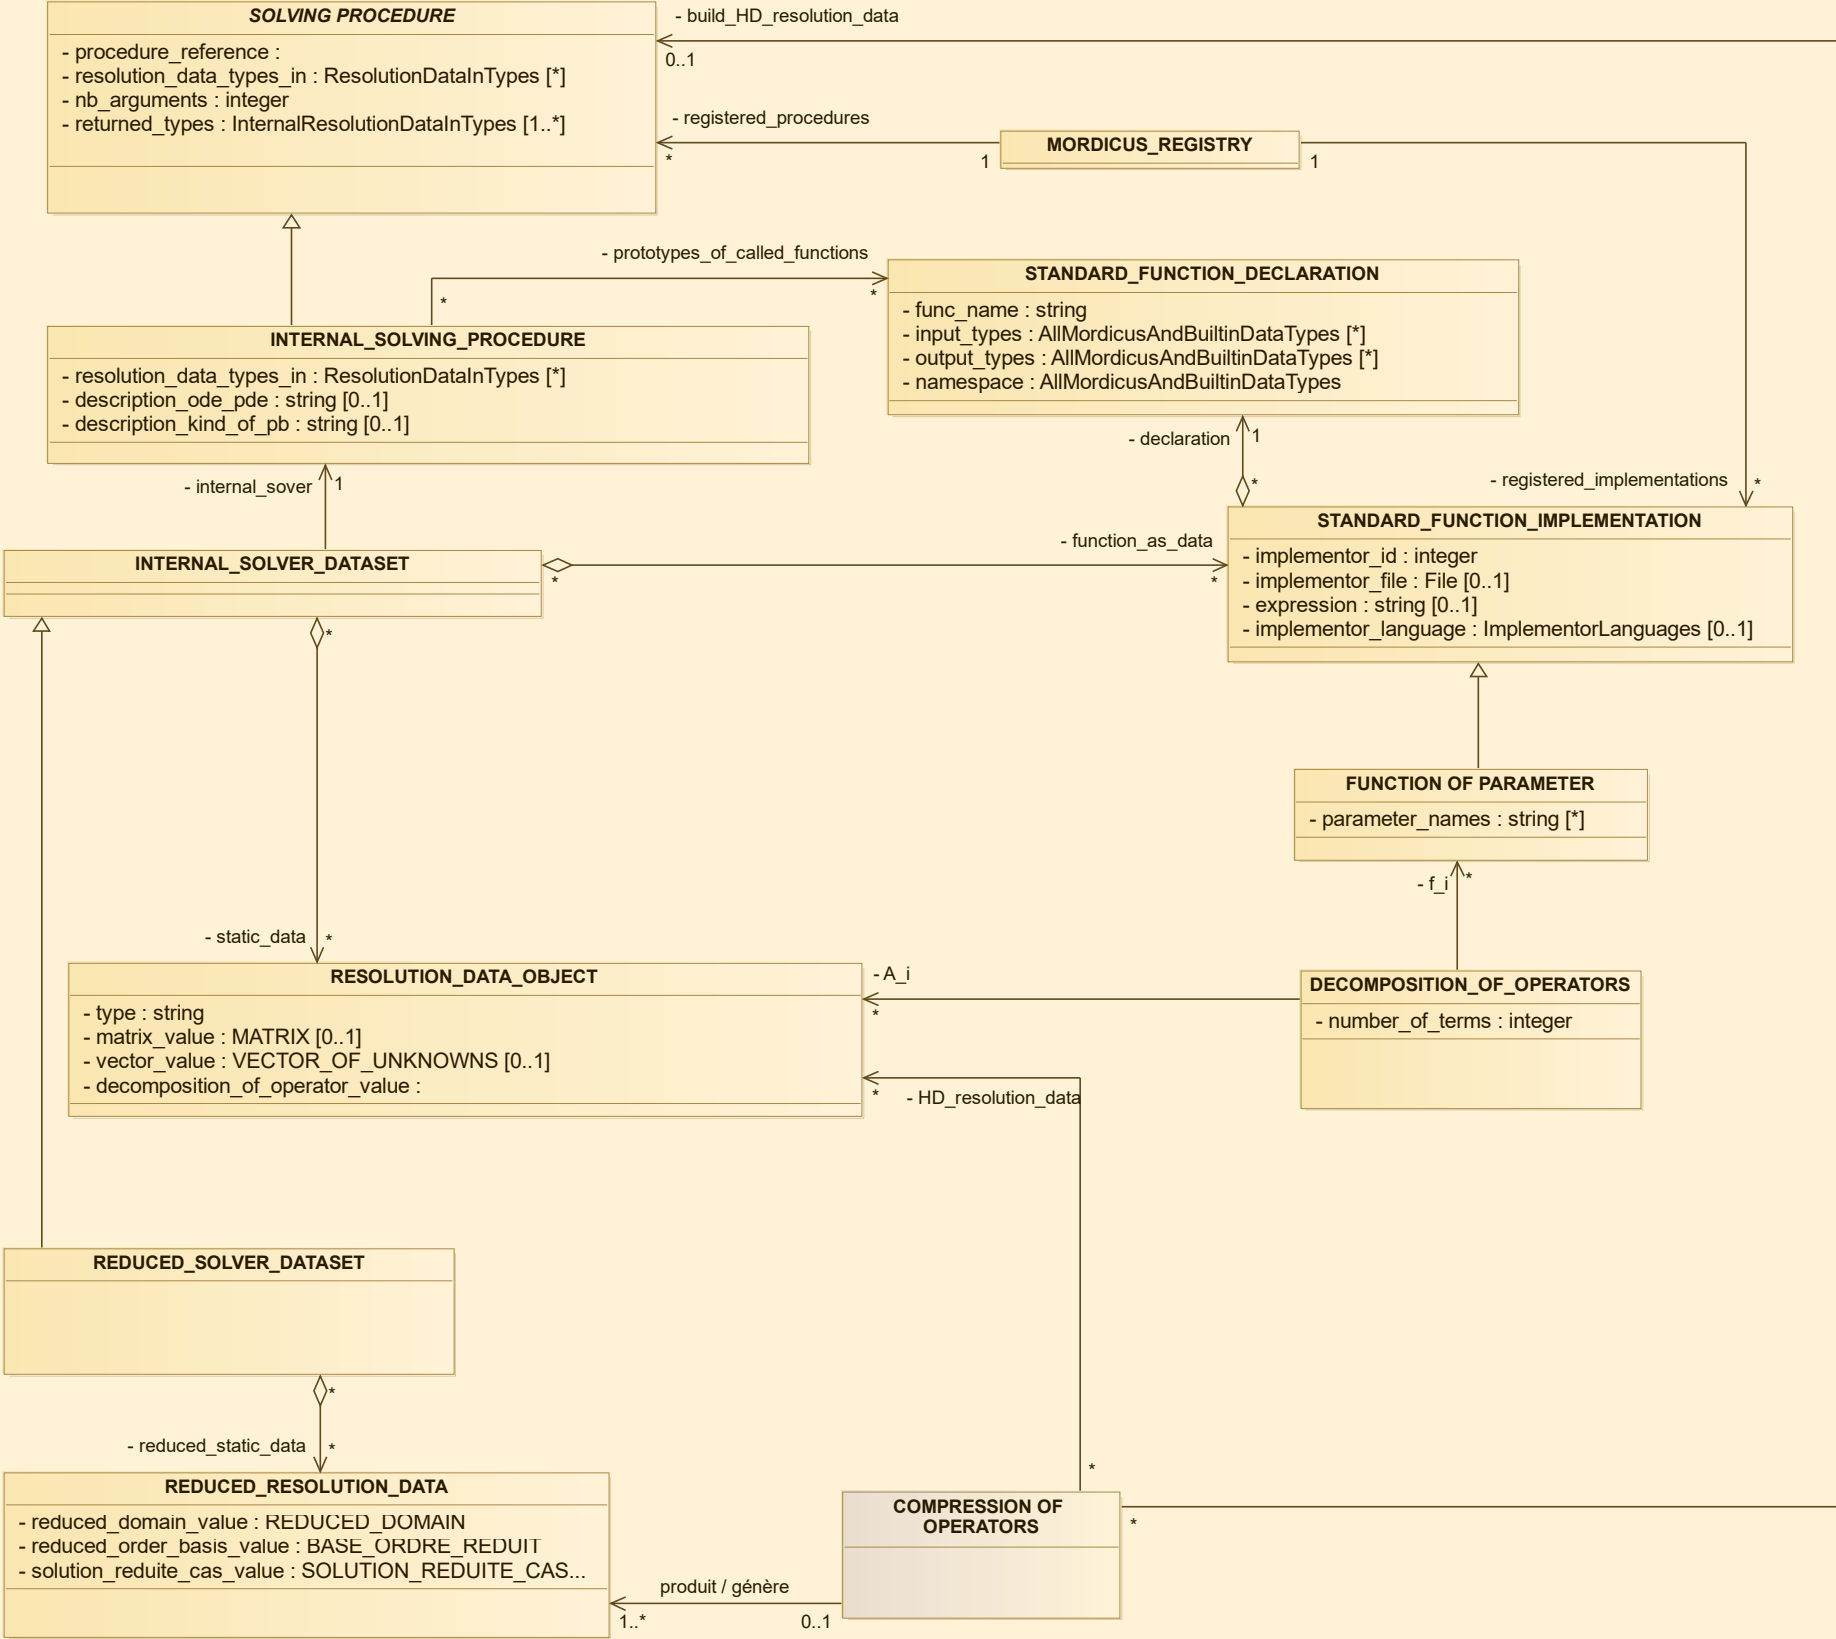 SOLVING PROCEDURE
- procedure_reference :
- resolution_data_types_in : ResolutionDataInTypes [*]
- nb_arguments : integer
- returned_types : InternalResolutionDataInTypes [1..*]
- build_HD_resolution_data
0..1
- registered_procedures
*
1
MORDICUS_REGISTRY
1
- prototypes_of_called_functions
*
*
STANDARD_FUNCTION_DECLARATION
- func_name : string
- input_types : AllMordicusAndBuiltinDataTypes [*]
- output_types : AllMordicusAndBuiltinDataTypes [*]
- namespace : AllMordicusAndBuiltinDataTypes
INTERNAL_SOLVING_PROCEDURE
- resolution_data_types_in : ResolutionDataInTypes [*]
- description_ode_pde : string [0..1]
- description_kind_of_pb : string [0..1]
- declaration
1
*
- internal_sover
1
- registered_implementations
*
INTERNAL_SOLVER_DATASET
*
- function_as_data
*
STANDARD_FUNCTION_IMPLEMENTATION
- implementor_id : integer
- implementor_file : File [0..1]
- expression : string [0..1]
- implementor_language : ImplementorLanguages [0..1]
*
FUNCTION OF PARAMETER
- parameter_names : string [*]
- f_i
*
- static_data
*
RESOLUTION_DATA_OBJECT
- type : string
- matrix_value : MATRIX [0..1]
- vector_value : VECTOR_OF_UNKNOWNS [0..1]
- decomposition_of_operator_value :
- A_i
*
DECOMPOSITION_OF_OPERATORS
- number_of_terms : integer
*
- HD_resolution_data
REDUCED_SOLVER_DATASET
*
- reduced_static_data
*
REDUCED_RESOLUTION_DATA
- reduced_domain_value : REDUCED_DOMAIN
- reduced_order_basis_value : BASE_ORDRE_REDUIT
- solution_reduite_cas_value : SOLUTION_REDUITE_CAS...
*
COMPRESSION OF
OPERATORS
*
produit / génère
1..*
0..1